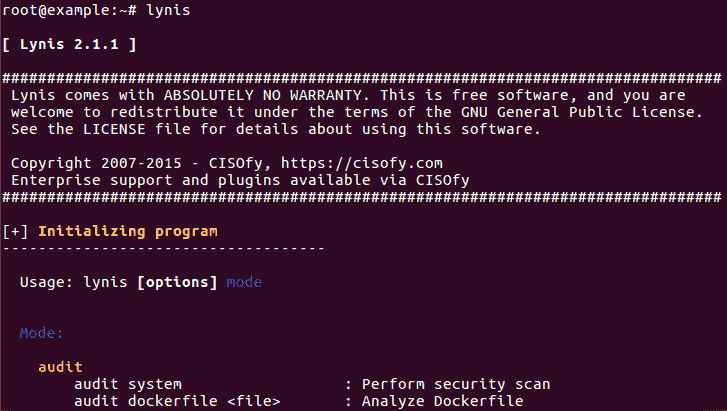 root@example:~# lynis
[ Lynis 2.1.1 ]
################################################################################
Lynis comes with ABSOLUTELY NO WARRANTY. This is free software, and you are
welcome to redistribute it under the terms of the GNU General Public License.
See the LICENSE file for details about using this software.
Copyright 2007-2015 - CISOfy, https://cisofy.com
Enterprise support and plugins available via CISOfy
################################################################################
[+] Initializing program
------------------------------------
Usage: lynis [options] mode
Mode:
audit
audit system                  : Perform security scan
audit dockerfile <file>       : Analyze Dockerfile